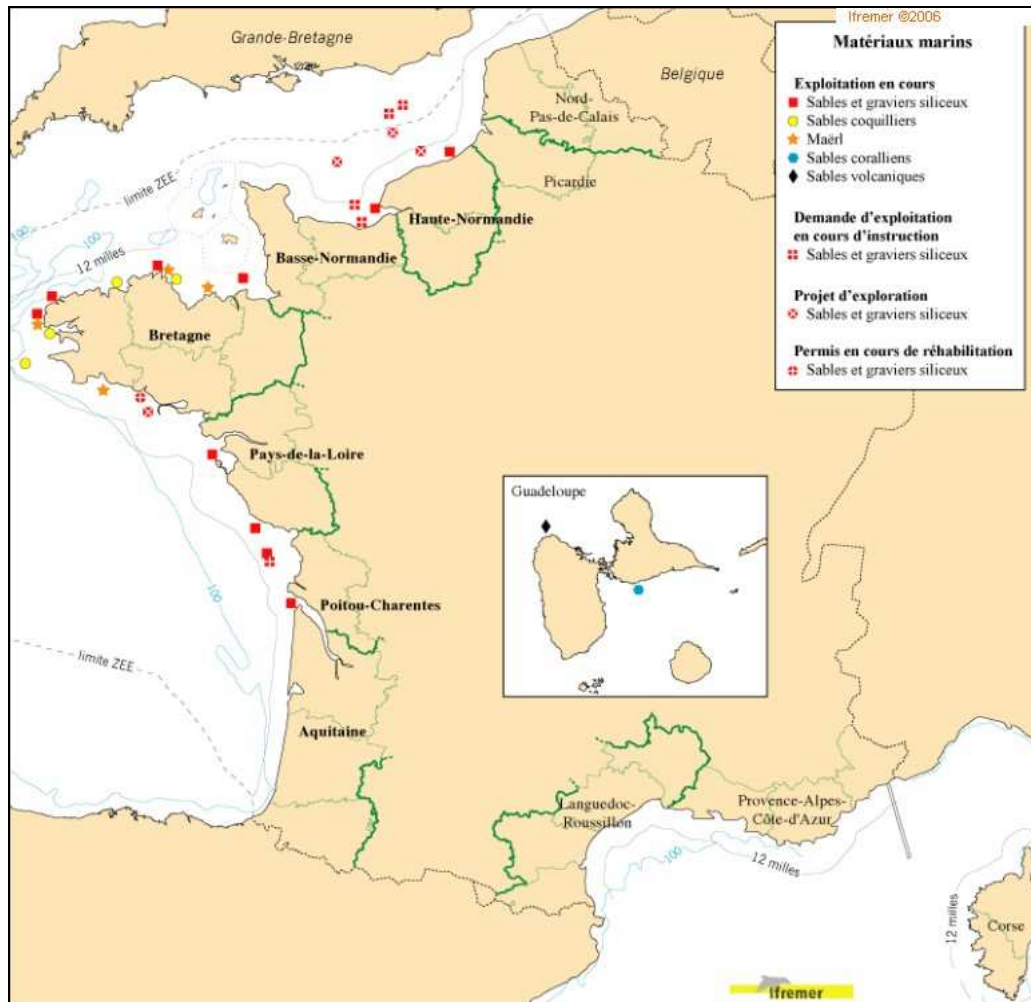 Ifremer ©2006
Matériaux marins
Exploitation en cours
Sables et graviers siliceux
Sables coquilliers
Maërl
Sables coralliens
Sables volcaniques
Demande d'exploitation
en cours d'instruction
Sables et graviers siliceux
Projet d'exploration
Sables et graviers siliceux
Permis en cours de réhabilitation
Sables et graviers siliceux
Grande-Bretagne
Belgique
Nord-
Pas-de-Calais
Picardie
limite ZEE
Haute-Normandie
100
100
12 milles
Basse-Normandie
Bretagne
Pays-de-la-Loire
Guadeloupe
100
Poitou-Charentes
limite ZEE
Aquitaine
Languedoc-
Roussillon
Provence-Alpes-
Côte-d'Azur
100
12 milles
12 milles
Corse
Ifremer